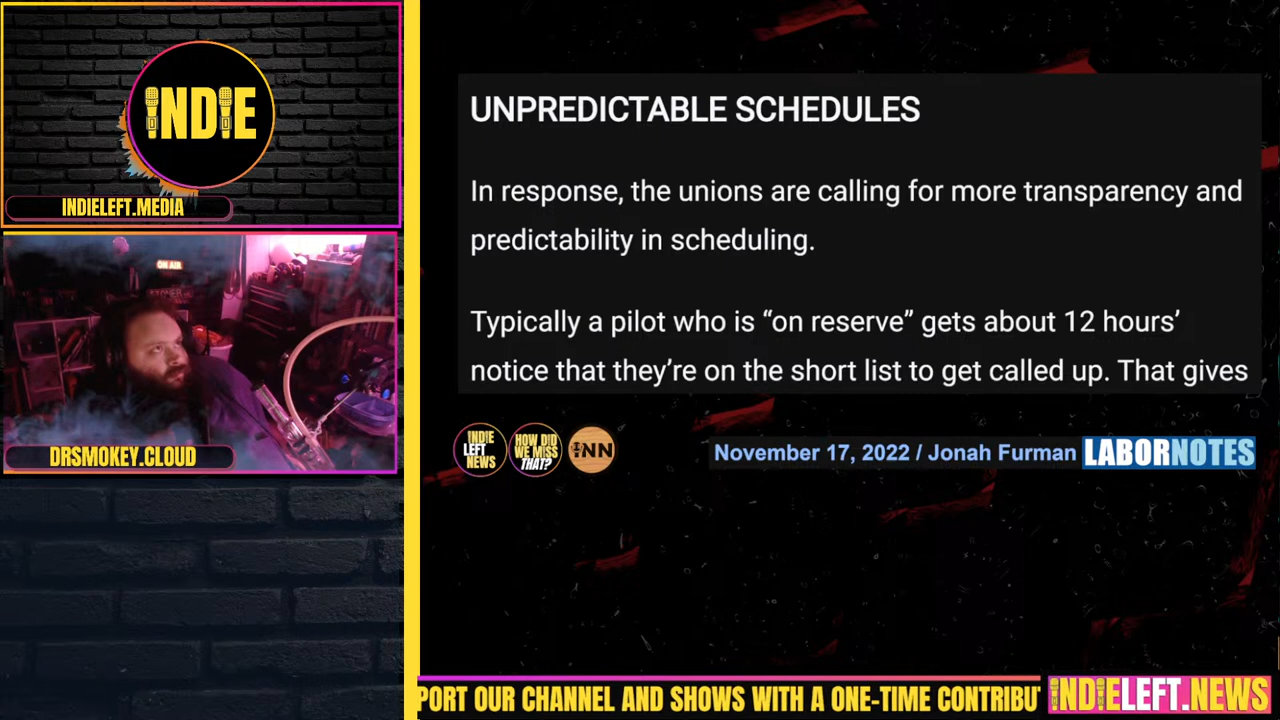 INDIE
INDIELEFT.MEDIA
ON AIR
DRSMOKEY.CLOUD
UNPREDICTABLE SCHEDULES
In response, the unions are calling for more transparency and
predictability in scheduling.
Typically a pilot who is “on reserve” gets about 12 hours’
notice that they’re on the short list to get called up. That gives
INDIE
LEFT
NEWS
HOW DID
WE MISS
THAT?
INN
November 17, 2022 / Jonah Furman LABORNOTES
PORT OUR CHANNEL AND SHOWS WITH A ONE-TIME CONTRIBU
INDIELEFT.NEWS